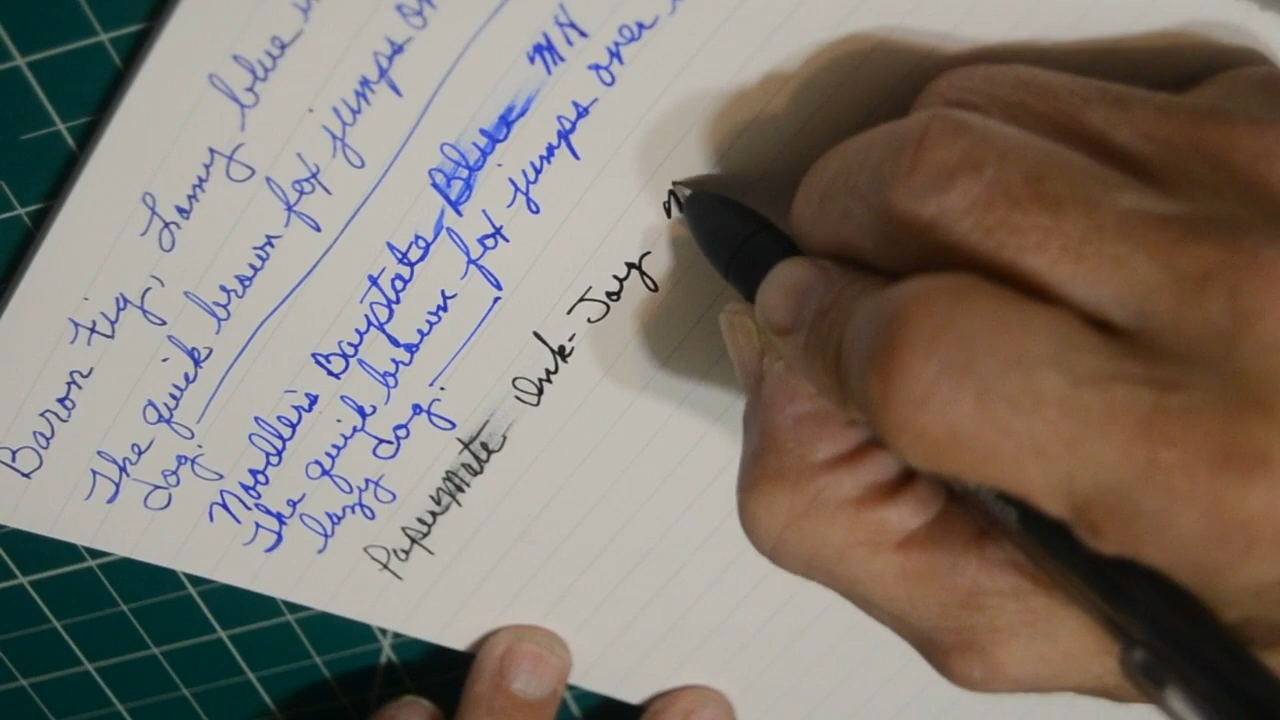 Baron Fig, Lamy blue
The quick brown fox jumps
dog.
Noodler's Baystate Blue MN
The quick brown fox jumps over
lazy dog.
Papermate Ink-Joy